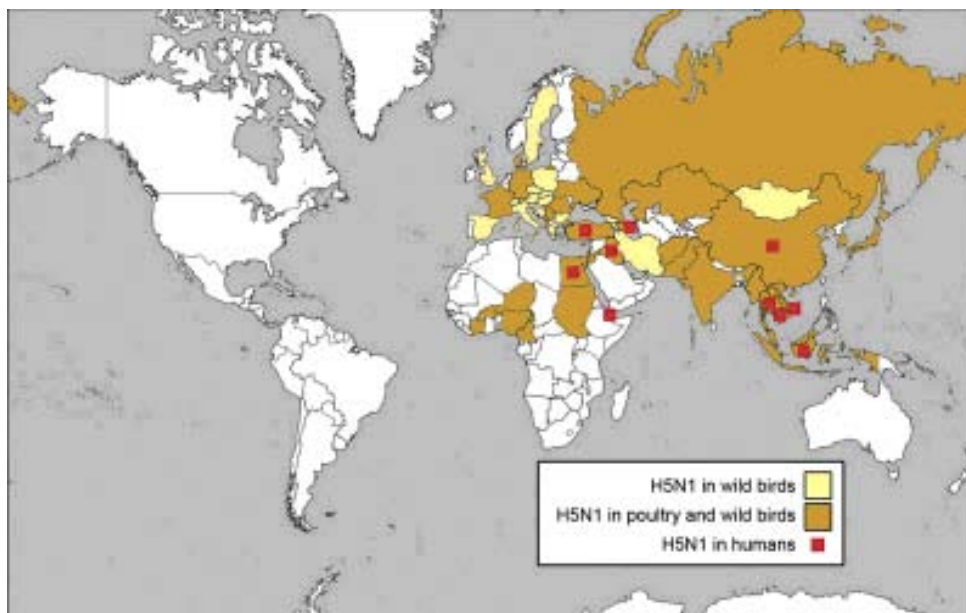 H5N1 in wild birds
H5N1 in poultry and wild birds
H5N1 in humans